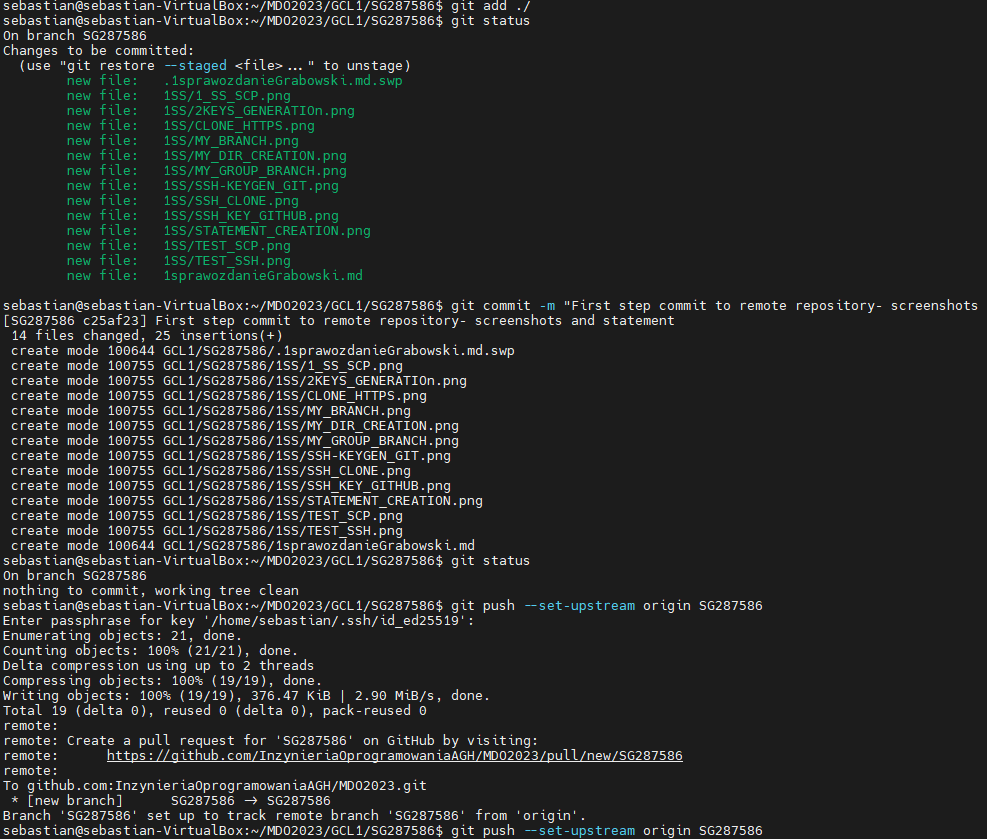 sebastian@sebastian-VirtualBox:~/MDO2023/GCL1/SG287586$ git add ./
sebastian@sebastian-VirtualBox:~/MDO2023/GCL1/SG287586$ git status
On branch SG287586
Changes to be committed:
  (use "git restore --staged <file>..." to unstage)
        new file:   .1sprawozdanieGrabowski.md.swp
        new file:   1SS/1_SS_SCP.png
        new file:   1SS/2KEYS_GENERATIOn.png
        new file:   1SS/CLONE_HTTPS.png
        new file:   1SS/MY_BRANCH.png
        new file:   1SS/MY_DIR_CREATION.png
        new file:   1SS/MY_GROUP_BRANCH.png
        new file:   1SS/SSH-KEYGEN_GIT.png
        new file:   1SS/SSH_CLONE.png
        new file:   1SS/SSH_KEY_GITHUB.png
        new file:   1SS/STATEMENT_CREATION.png
        new file:   1SS/TEST_SCP.png
        new file:   1SS/TEST_SSH.png
        new file:   1sprawozdanieGrabowski.md
sebastian@sebastian-VirtualBox:~/MDO2023/GCL1/SG287586$ git commit -m "First step commit to remote repository- screenshots
[SG287586 c25af23] First step commit to remote repository- screenshots and statement
 14 files changed, 25 insertions(+)
 create mode 100644 GCL1/SG287586/.1sprawozdanieGrabowski.md.swp
 create mode 100755 GCL1/SG287586/1SS/1_SS_SCP.png
 create mode 100755 GCL1/SG287586/1SS/2KEYS_GENERATIOn.png
 create mode 100755 GCL1/SG287586/1SS/CLONE_HTTPS.png
 create mode 100755 GCL1/SG287586/1SS/MY_BRANCH.png
 create mode 100755 GCL1/SG287586/1SS/MY_DIR_CREATION.png
 create mode 100755 GCL1/SG287586/1SS/MY_GROUP_BRANCH.png
 create mode 100755 GCL1/SG287586/1SS/SSH-KEYGEN_GIT.png
 create mode 100755 GCL1/SG287586/1SS/SSH_CLONE.png
 create mode 100755 GCL1/SG287586/1SS/SSH_KEY_GITHUB.png
 create mode 100755 GCL1/SG287586/1SS/STATEMENT_CREATION.png
 create mode 100755 GCL1/SG287586/1SS/TEST_SCP.png
 create mode 100755 GCL1/SG287586/1SS/TEST_SSH.png
 create mode 100644 GCL1/SG287586/1sprawozdanieGrabowski.md
sebastian@sebastian-VirtualBox:~/MDO2023/GCL1/SG287586$ git status
On branch SG287586
nothing to commit, working tree clean
sebastian@sebastian-VirtualBox:~/MDO2023/GCL1/SG287586$ git push --set-upstream origin SG287586
Enter passphrase for key '/home/sebastian/.ssh/id_ed25519':
Enumerating objects: 21, done.
Counting objects: 100% (21/21), done.
Delta compression using up to 2 threads
Compressing objects: 100% (19/19), done.
Writing objects: 100% (19/19), 376.47 KiB | 2.90 MiB/s, done.
Total 19 (delta 0), reused 0 (delta 0), pack-reused 0
remote:
remote: Create a pull request for 'SG287586' on GitHub by visiting:
remote:      https://github.com/InzynieriaOprogramowaniaAGH/MDO2023/pull/new/SG287586
remote:
To github.com:InzynieriaOprogramowaniaAGH/MDO2023.git
 * [new branch]      SG287586 -> SG287586
Branch 'SG287586' set up to track remote branch 'SG287586' from 'origin'.
sebastian@sebastian-VirtualBox:~/MDO2023/GCL1/SG287586$ git push --set-upstream origin SG287586